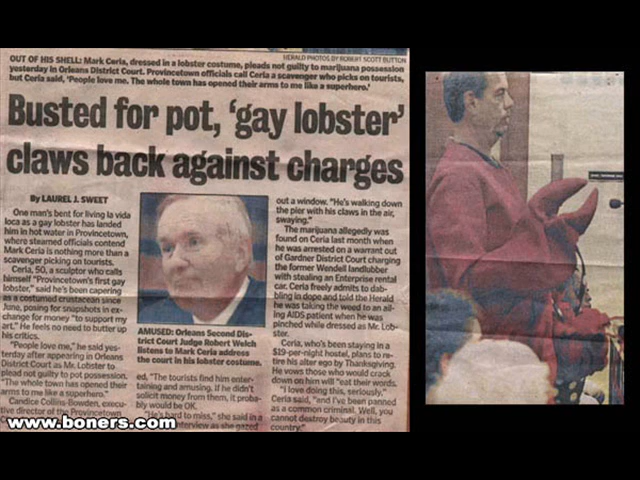 HERALD PHOTOS BY ROBERT SCOTT BUTTON
OUT OF HIS SHELL: Mark Ceria, dressed in a lobster costume, pleads not guilty to marijuana possession
yesterday in Orleans District Court. Provincetown officials call Ceria a scavenger who picks on tourists,
but Ceria said, 'People love me. The whole town has opened their arms to me like a superhero.'
Busted for pot, 'gay lobster'
claws back against charges
By LAUREL J. SWEET
One man's bent for living la vida
loca as a gay lobster has landed
him in hot water in Provincetown,
where steamed officials contend
Mark Ceria is nothing more than a
scavenger picking on tourists.
Ceria, 50, a sculptor who calls
himself "Provincetown's first gay
lobster," said he's been capering
as a costumed crustacean since
June, posing for snapshots in ex-
change for money "to support my
art." He feels no need to butter up
his critics.
"People love me," he said yes-
terday after appearing in Orleans
District Court as Mr. Lobster to
plead not guilty to pot possession.
"The whole town has opened their
arms to me like a superhero."
Candice Collins-Bowden, execu-
tive director of the Provincetown
AMUSED: Orleans Second Dis-
trict Court Judge Robert Welch
listens to Mark Ceria address
the court in his lobster costume.
ed, "The tourists find him enter-
taining and amusing. If he didn't
solicit money from them, it proba-
bly would be OK.
"He's hard to miss," she said in a
interview as she gazed
out a window. "He's walking down
the pier with his claws in the air,
swaying."
The marijuana allegedly was
found on Ceria last month when
he was arrested on a warrant out
of Gardner District Court charging
the former Wendell landlubber
with stealing an Enterprise rental
car. Ceria freely admits to dab-
bling in dope and told the Herald
he was taking the weed to an ail-
ing AIDS patient when he was
pinched while dressed as Mr. Lob-
ster.
Ceria, who's been staying in a
$19-per-night hostel, plans to re-
tire his alter ego by Thanksgiving.
He vows those who would crack
down on him will "eat their words.
"I love doing this, seriously,"
Ceria said, "and I've been panned
as a common criminal. Well, you
cannot destroy beauty in this
country."
www.boners.com